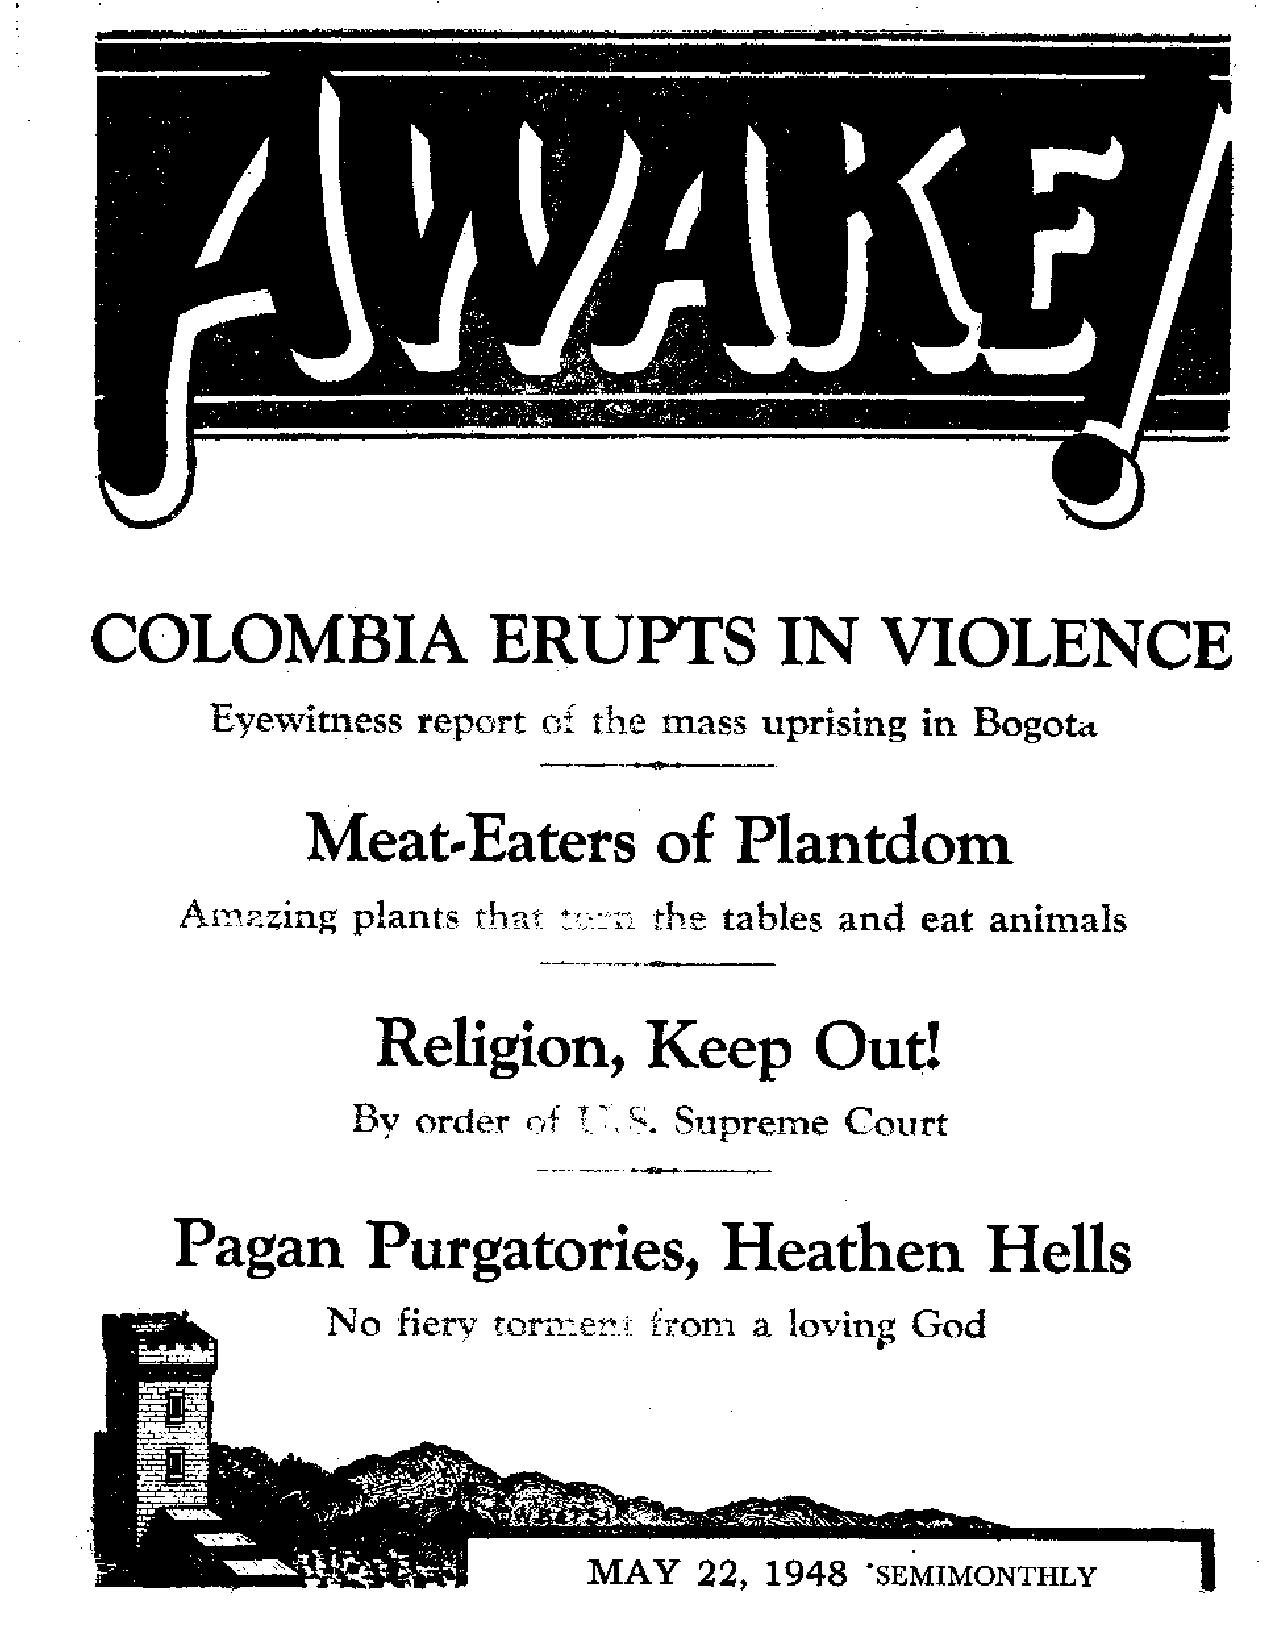 AWAKE!
COLOMBIA ERUPTS IN VIOLENCE
Eyewitness report of the mass uprising in Bogota
Meat-Eaters of Plantdom
Amazing plants that turn the tables and eat animals
Religion, Keep Out!
By order of U. S. Supreme Court
Pagan Purgatories, Heathen Hells
No fiery torment from a loving God
MAY 22, 1948 SEMIMONTHLY